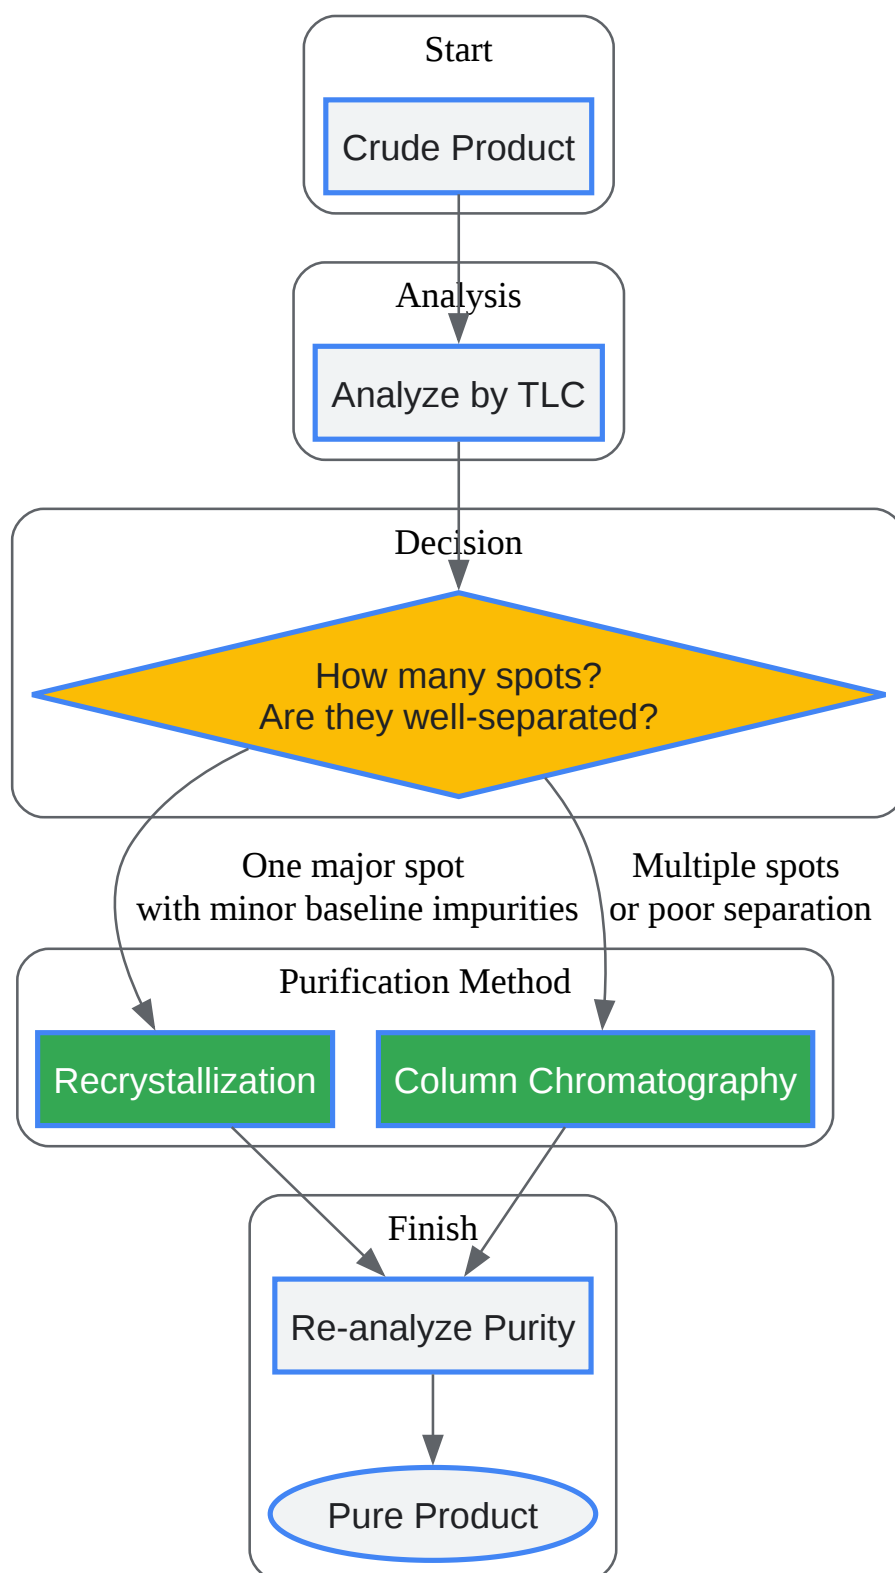 Start
Crude Product
Analysis
Analyze by TLC
Decision
How many spots?
Are they well-separated?
One major spot
with minor baseline impurities
Multiple spots
or poor separation
Purification Method
Recrystallization
Column Chromatography
Finish
Re-analyze Purity
Pure Product